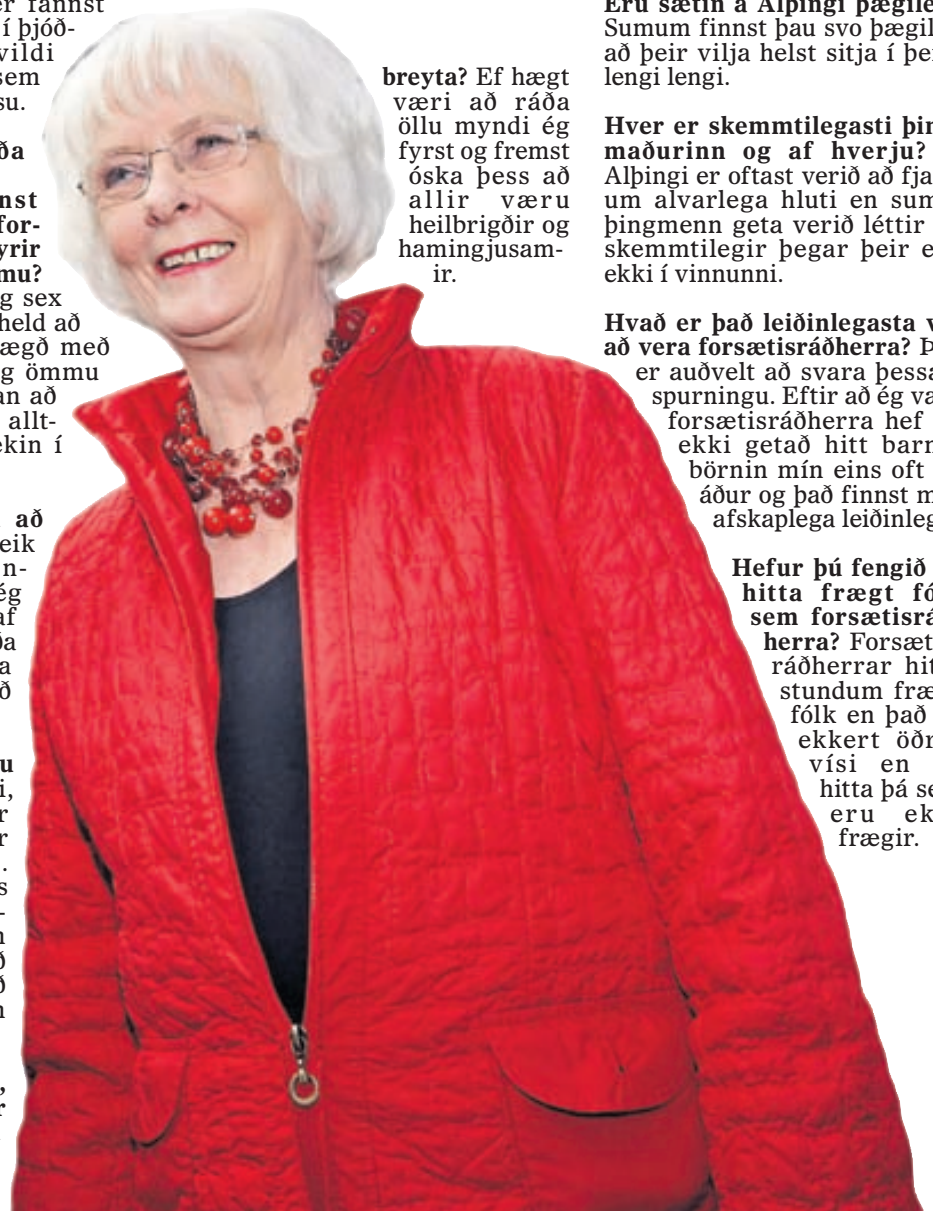 fannst
í þjóð-
vildi
sem
su.
ða
nst
for-
yrir
mu?
g sex
held að
ægð með
g ömmu
an að
allt-
ekin í
að
eik
n-
ég
af
ða
a
ð
u
i,
r
r
.
s
-
n
ð
ð
n
,
r
breyta? Ef hægt
væri að ráða
öllu myndi ég
fyrst og fremst
óska þess að
allir væru
heilbrigðir og
hamingjusam-
ir.
Eru sætin á Alþingi þægile
Sumum finnst þau svo þægil
að þeir vilja helst sitja í þei
lengi lengi.
Hver er skemmtilegasti þin
maðurinn og af hverju?
Alþingi er oftast verið að fja
um alvarlega hluti en sum
þingmenn geta verið léttir
skemmtilegir þegar þeir e
ekki í vinnunni.
Hvað er það leiðinlegasta v
að vera forsætisráðherra? Þ
er auðvelt að svara þessa
spurningu. Eftir að ég va
forsætisráðherra hef
ekki getað hitt barn
börnin mín eins oft
áður og það finnst m
afskaplega leiðinleg
Hefur þú fengið
hitta frægt fó
sem forsætisrá
herra? Forsæt
ráðherrar hit
stundum fræ
fólk en það
ekkert öðr
vísi en
hitta þá se
eru ek
frægir.